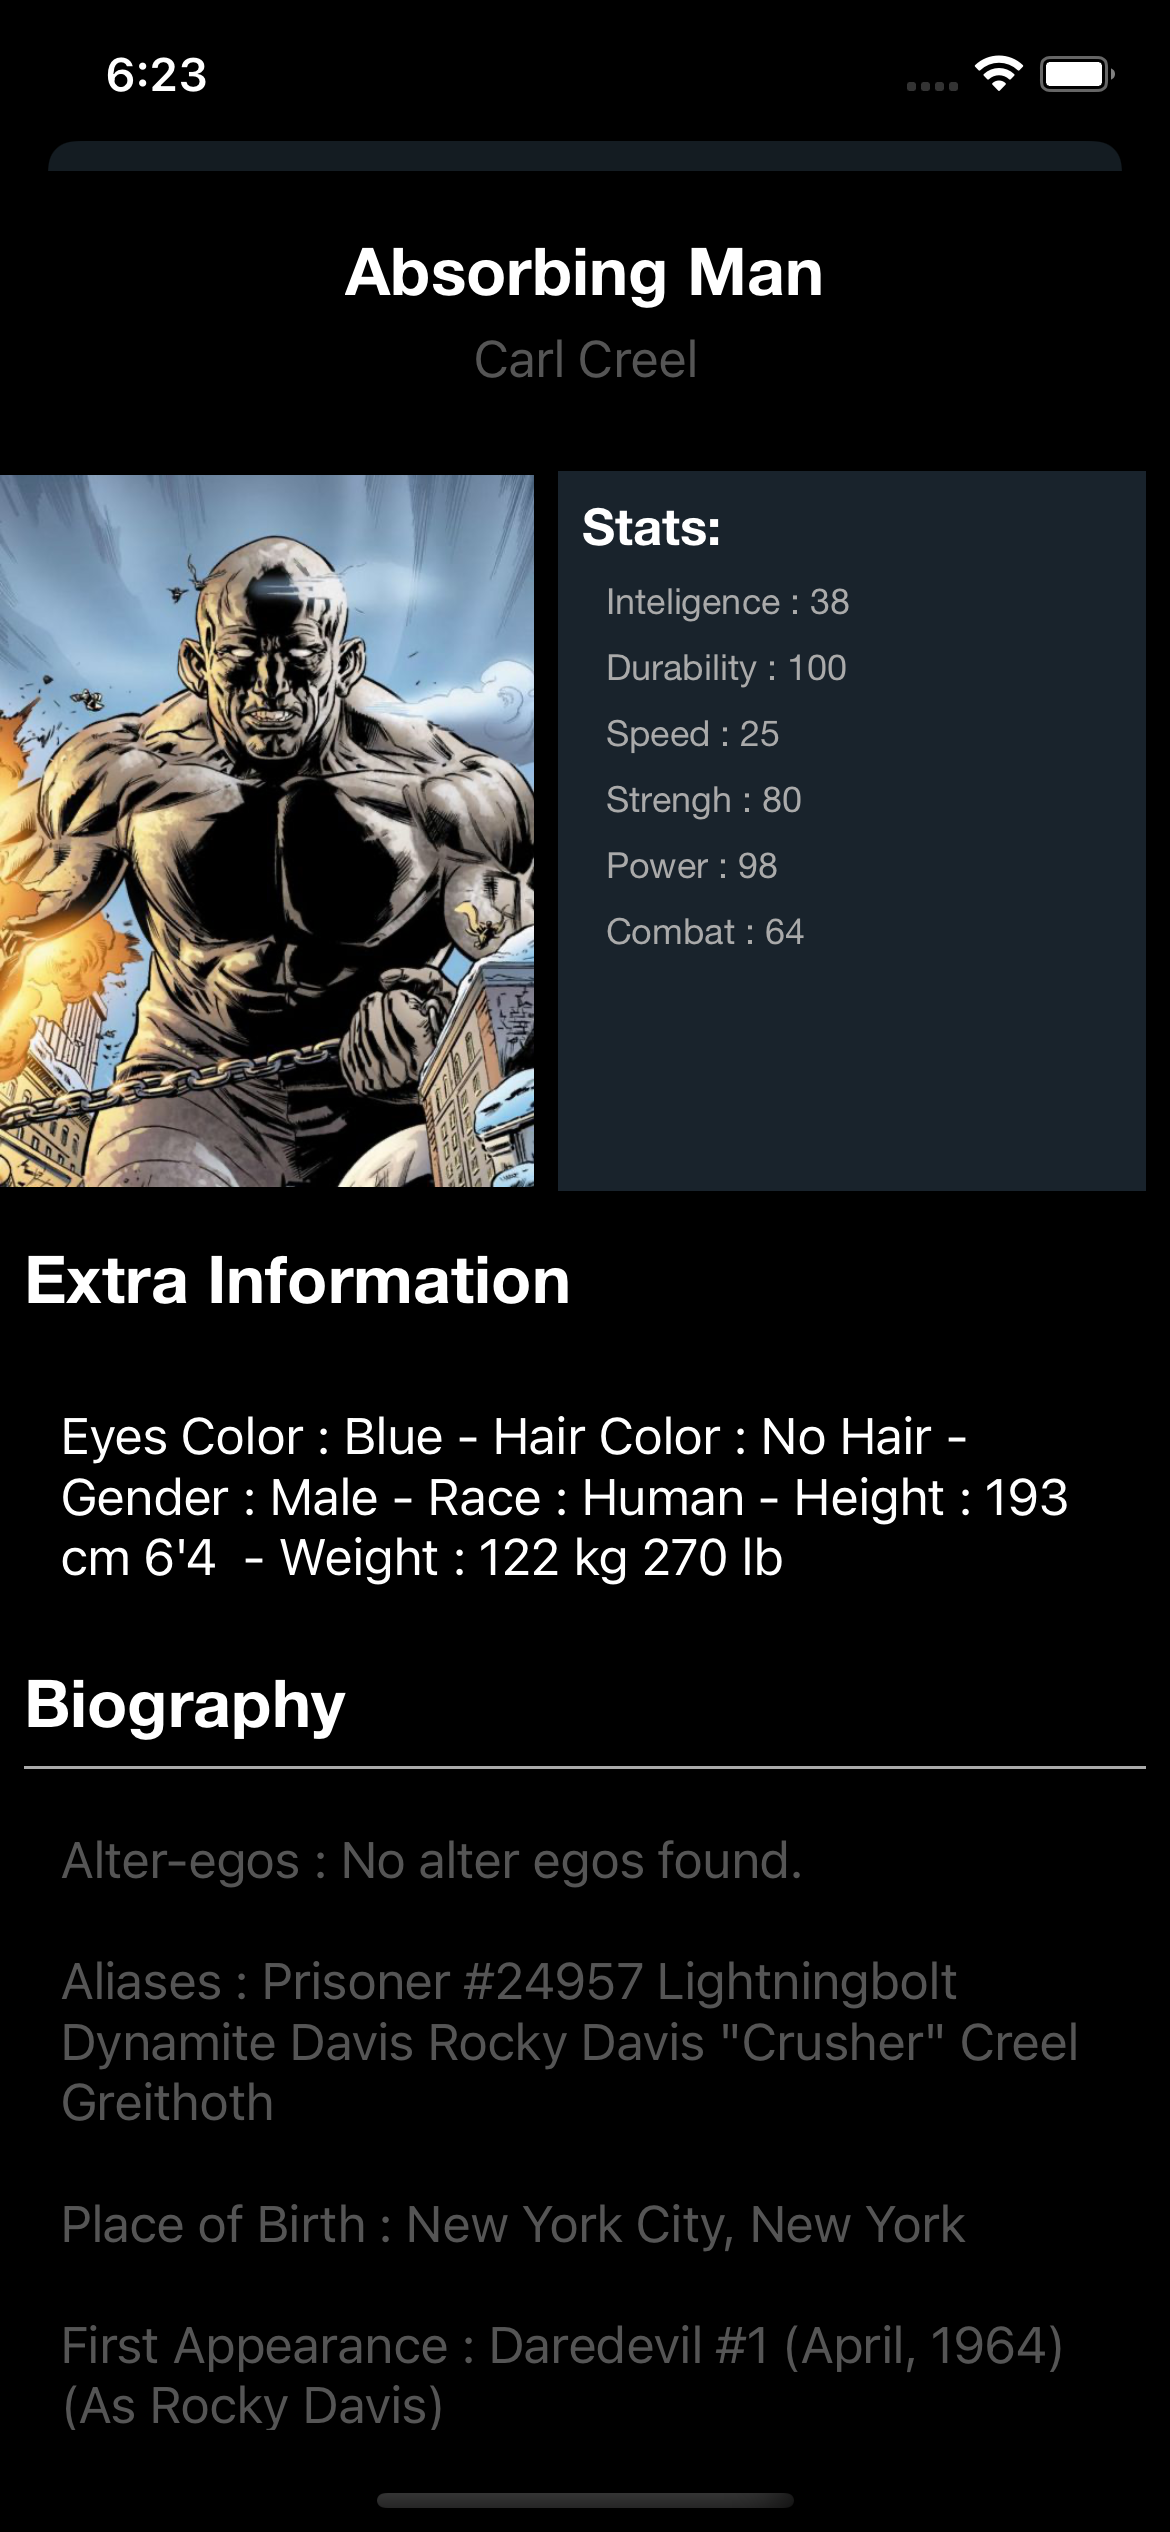 6:23
Absorbing Man
Carl Creel
Stats:
Inteligence : 38
Durability : 100
Speed : 25
Strengh : 80
Power : 98
Combat : 64
Extra Information
Eyes Color : Blue - Hair Color : No Hair -
Gender : Male - Race : Human - Height : 193
cm 6'4  - Weight : 122 kg 270 lb
Biography
Alter-egos : No alter egos found.
Aliases : Prisoner #24957 Lightningbolt
Dynamite Davis Rocky Davis "Crusher" Creel
Greithoth
Place of Birth : New York City, New York
First Appearance : Daredevil #1 (April, 1964)
(As Rocky Davis)